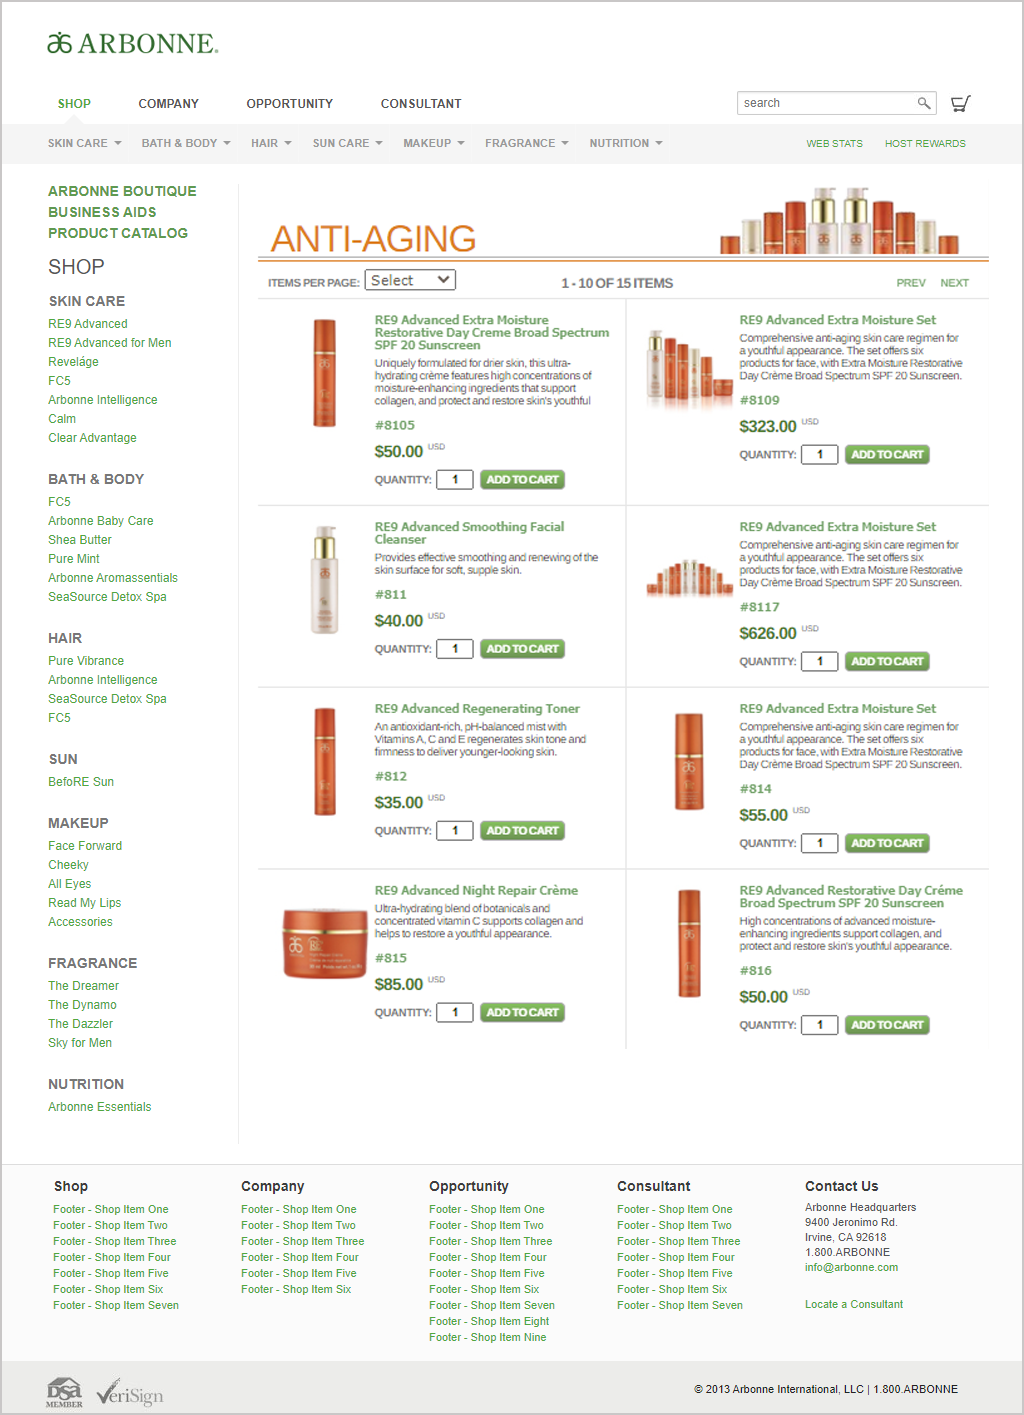 ARBONNE.
SHOP COMPANY OPPORTUNITY CONSULTANT search
SKIN CARE BATH & BODY HAIR SUN CARE MAKEUP FRAGRANCE NUTRITION WEB STATS HOST REWARDS
ARBONNE BOUTIQUE
BUSINESS AIDS
PRODUCT CATALOG
SHOP
SKIN CARE
RE9 Advanced
RE9 Advanced for Men
Reveláge
FC5
Arbonne Intelligence
Calm
Clear Advantage
BATH & BODY
FC5
Arbonne Baby Care
Shea Butter
Pure Mint
Arbonne Aromassentials
SeaSource Detox Spa
HAIR
Pure Vibrance
Arbonne Intelligence
SeaSource Detox Spa
FC5
SUN
BefoRE Sun
MAKEUP
Face Forward
Cheeky
All Eyes
Read My Lips
Accessories
FRAGRANCE
The Dreamer
The Dynamo
The Dazzler
Sky for Men
NUTRITION
Arbonne Essentials
ANTI-AGING
ITEMS PER PAGE: Select 1 - 10 OF 15 ITEMS PREV NEXT
RE9 Advanced Extra Moisture
Restorative Day Creme Broad Spectrum
SPF 20 Sunscreen
Uniquely formulated for drier skin, this ultra-
hydrating crème features high concentrations of
moisture-enhancing ingredients that support
collagen, and protect and restore skin's youthful
#8105
$50.00 USD
QUANTITY: 1 ADD TO CART
RE9 Advanced Extra Moisture Set
Comprehensive anti-aging skin care regimen for
a youthful appearance. The set offers six
products for face, with Extra Moisture Restorative
Day Crème Broad Spectrum SPF 20 Sunscreen.
#8109
$323.00 USD
QUANTITY: 1 ADD TO CART
RE9 Advanced Smoothing Facial
Cleanser
Provides effective smoothing and renewing of the
skin surface for soft, supple skin.
#811
$40.00 USD
QUANTITY: 1 ADD TO CART
RE9 Advanced Extra Moisture Set
Comprehensive anti-aging skin care regimen for
a youthful appearance. The set offers six
products for face, with Extra Moisture Restorative
Day Crème Broad Spectrum SPF 20 Sunscreen.
#8117
$626.00 USD
QUANTITY: 1 ADD TO CART
RE9 Advanced Regenerating Toner
An antioxidant-rich, pH-balanced mist with
Vitamins A, C and E regenerates skin tone and
firmness to deliver younger-looking skin.
#812
$35.00 USD
QUANTITY: 1 ADD TO CART
RE9 Advanced Extra Moisture Set
Comprehensive anti-aging skin care regimen for
a youthful appearance. The set offers six
products for face, with Extra Moisture Restorative
Day Crème Broad Spectrum SPF 20 Sunscreen.
#814
$55.00 USD
QUANTITY: 1 ADD TO CART
RE9 Advanced Night Repair Crème
Ultra-hydrating blend of botanicals and
concentrated vitamin C supports collagen and
helps to restore a youthful appearance.
#815
$85.00 USD
QUANTITY: 1 ADD TO CART
RE9 Advanced Restorative Day Créme
Broad Spectrum SPF 20 Sunscreen
High concentrations of advanced moisture-
enhancing ingredients support collagen, and
protect and restore skin's youthful appearance.
#816
$50.00 USD
QUANTITY: 1 ADD TO CART
Shop
Footer - Shop Item One
Footer - Shop Item Two
Footer - Shop Item Three
Footer - Shop Item Four
Footer - Shop Item Five
Footer - Shop Item Six
Footer - Shop Item Seven
Company
Footer - Shop Item One
Footer - Shop Item Two
Footer - Shop Item Three
Footer - Shop Item Four
Footer - Shop Item Five
Footer - Shop Item Six
Opportunity
Footer - Shop Item One
Footer - Shop Item Two
Footer - Shop Item Three
Footer - Shop Item Four
Footer - Shop Item Five
Footer - Shop Item Six
Footer - Shop Item Seven
Footer - Shop Item Eight
Footer - Shop Item Nine
Consultant
Footer - Shop Item One
Footer - Shop Item Two
Footer - Shop Item Three
Footer - Shop Item Four
Footer - Shop Item Five
Footer - Shop Item Six
Footer - Shop Item Seven
Contact Us
Arbonne Headquarters
9400 Jeronimo Rd.
Irvine, CA 92618
1.800.ARBONNE
info@arbonne.com
Locate a Consultant
DSA
MEMBER
VeriSign
© 2013 Arbonne International, LLC | 1.800.ARBONNE